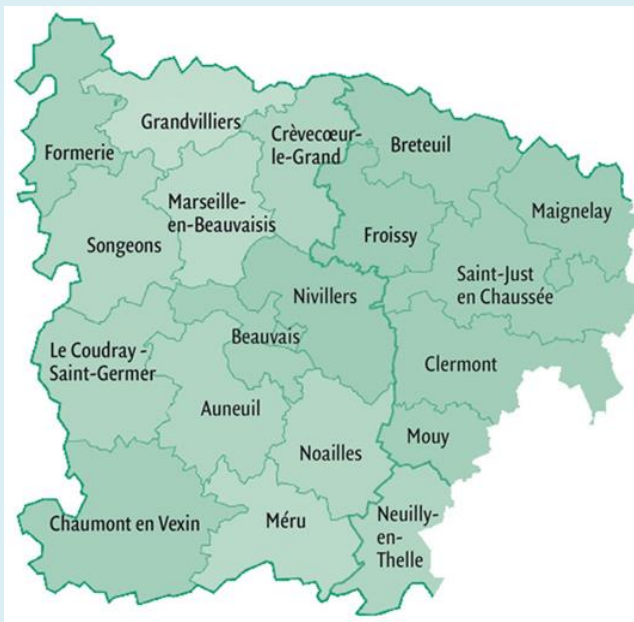 Grandvilliers
Formerie
Crèvecœur-
le-Grand
Breteuil
Marseille-
en-Beauvaisis
Maignelay
Songeons
Froissy
Saint-Just
en Chaussée
Nivillers
Beauvais
Le Coudray -
Saint-Germer
Clermont
Auneuil
Mouy
Noailles
Chaumont en Vexin
Méru
Neuilly-
en-
Thelle